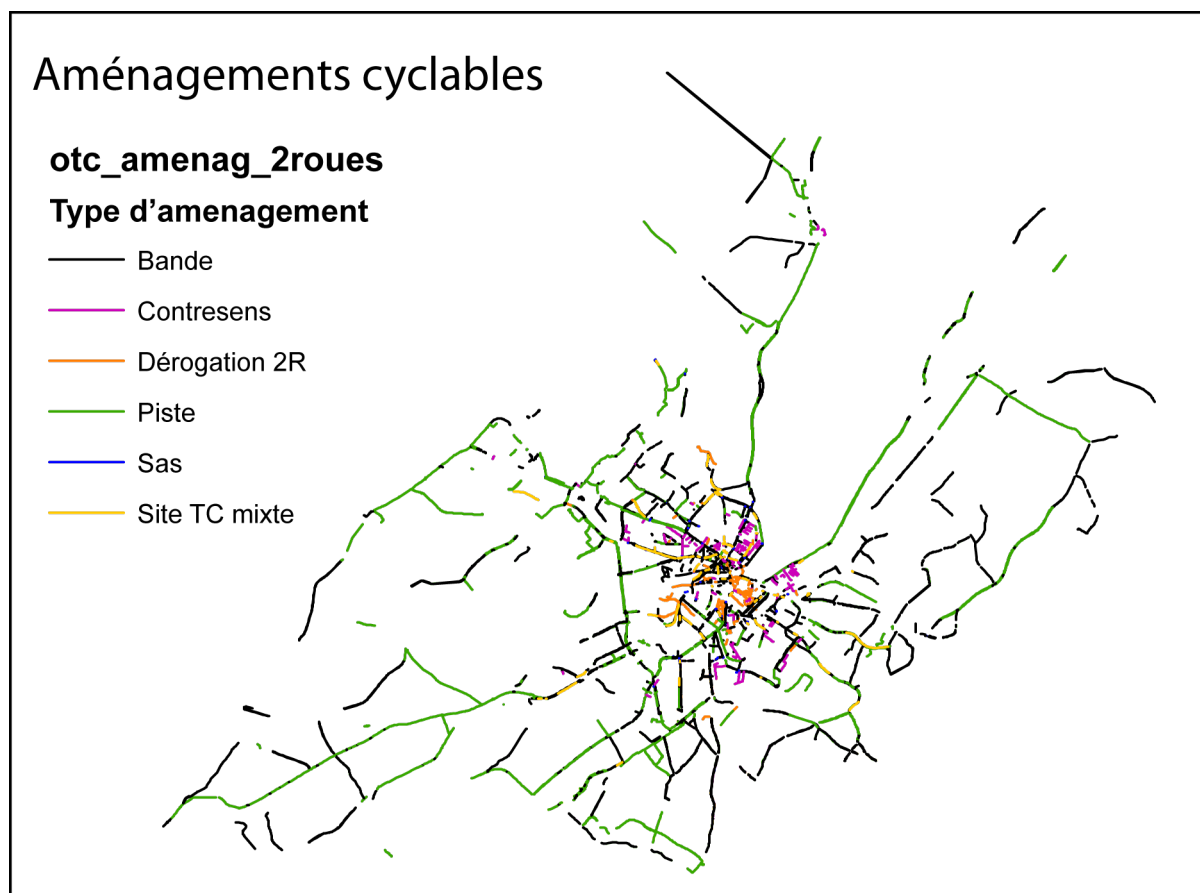 Aménagements cyclables
otc_amenag_2roues
Type d’amenagement
Bande
Contresens
Dérogation 2R
Piste
Sas
Site TC mixte